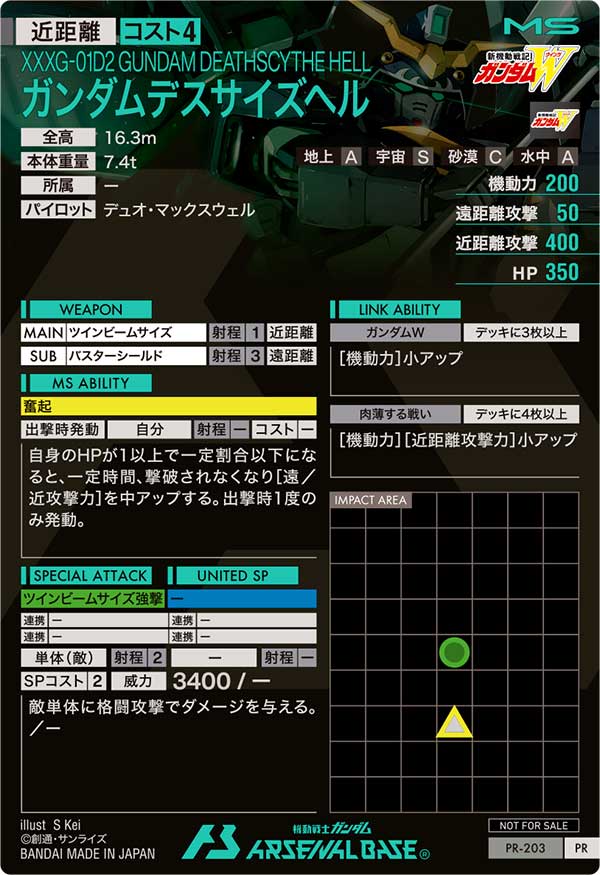 近距離 コスト4 MS
XXXG-01D2 GUNDAM DEATHSCYTHE HELL
ガンダムデスサイズヘル
新機動戦記 ガンダムW ウイング
新機動戦記 ガンダムW
全高 16.3m
本体重量 7.4t
所属 ー
パイロット デュオ・マックスウェル
地上 A 宇宙 S 砂漠 C 水中 A
機動力 200
遠距離攻撃 50
近距離攻撃 400
HP 350
WEAPON
MAIN ツインビームサイズ 射程 1 近距離
SUB バスターシールド 射程 3 遠距離
MS ABILITY
奮起
出撃時発動 自分 射程 ー コスト ー
自身のHPが1以上で一定割合以下にな
ると、一定時間、撃破されなくなり[遠／
近攻撃力]を中アップする。出撃時1度の
み発動。
SPECIAL ATTACK UNITED SP
ツインビームサイズ強撃 ー
連携 ー 連携 ー
連携 ー 連携 ー
単体(敵) 射程 2 ー 射程 ー
SPコスト 2 威力 3400 / ー
敵単体に格闘攻撃でダメージを与える。
／ー
LINK ABILITY
ガンダムW デッキに3枚以上
[機動力]小アップ
肉薄する戦い デッキに4枚以上
[機動力][近距離攻撃力]小アップ
IMPACT AREA
illust S Kei
©創通・サンライズ
BANDAI MADE IN JAPAN
機動戦士ガンダム
AB ARSENAL BASE ®
NOT FOR SALE
PR-203 PR